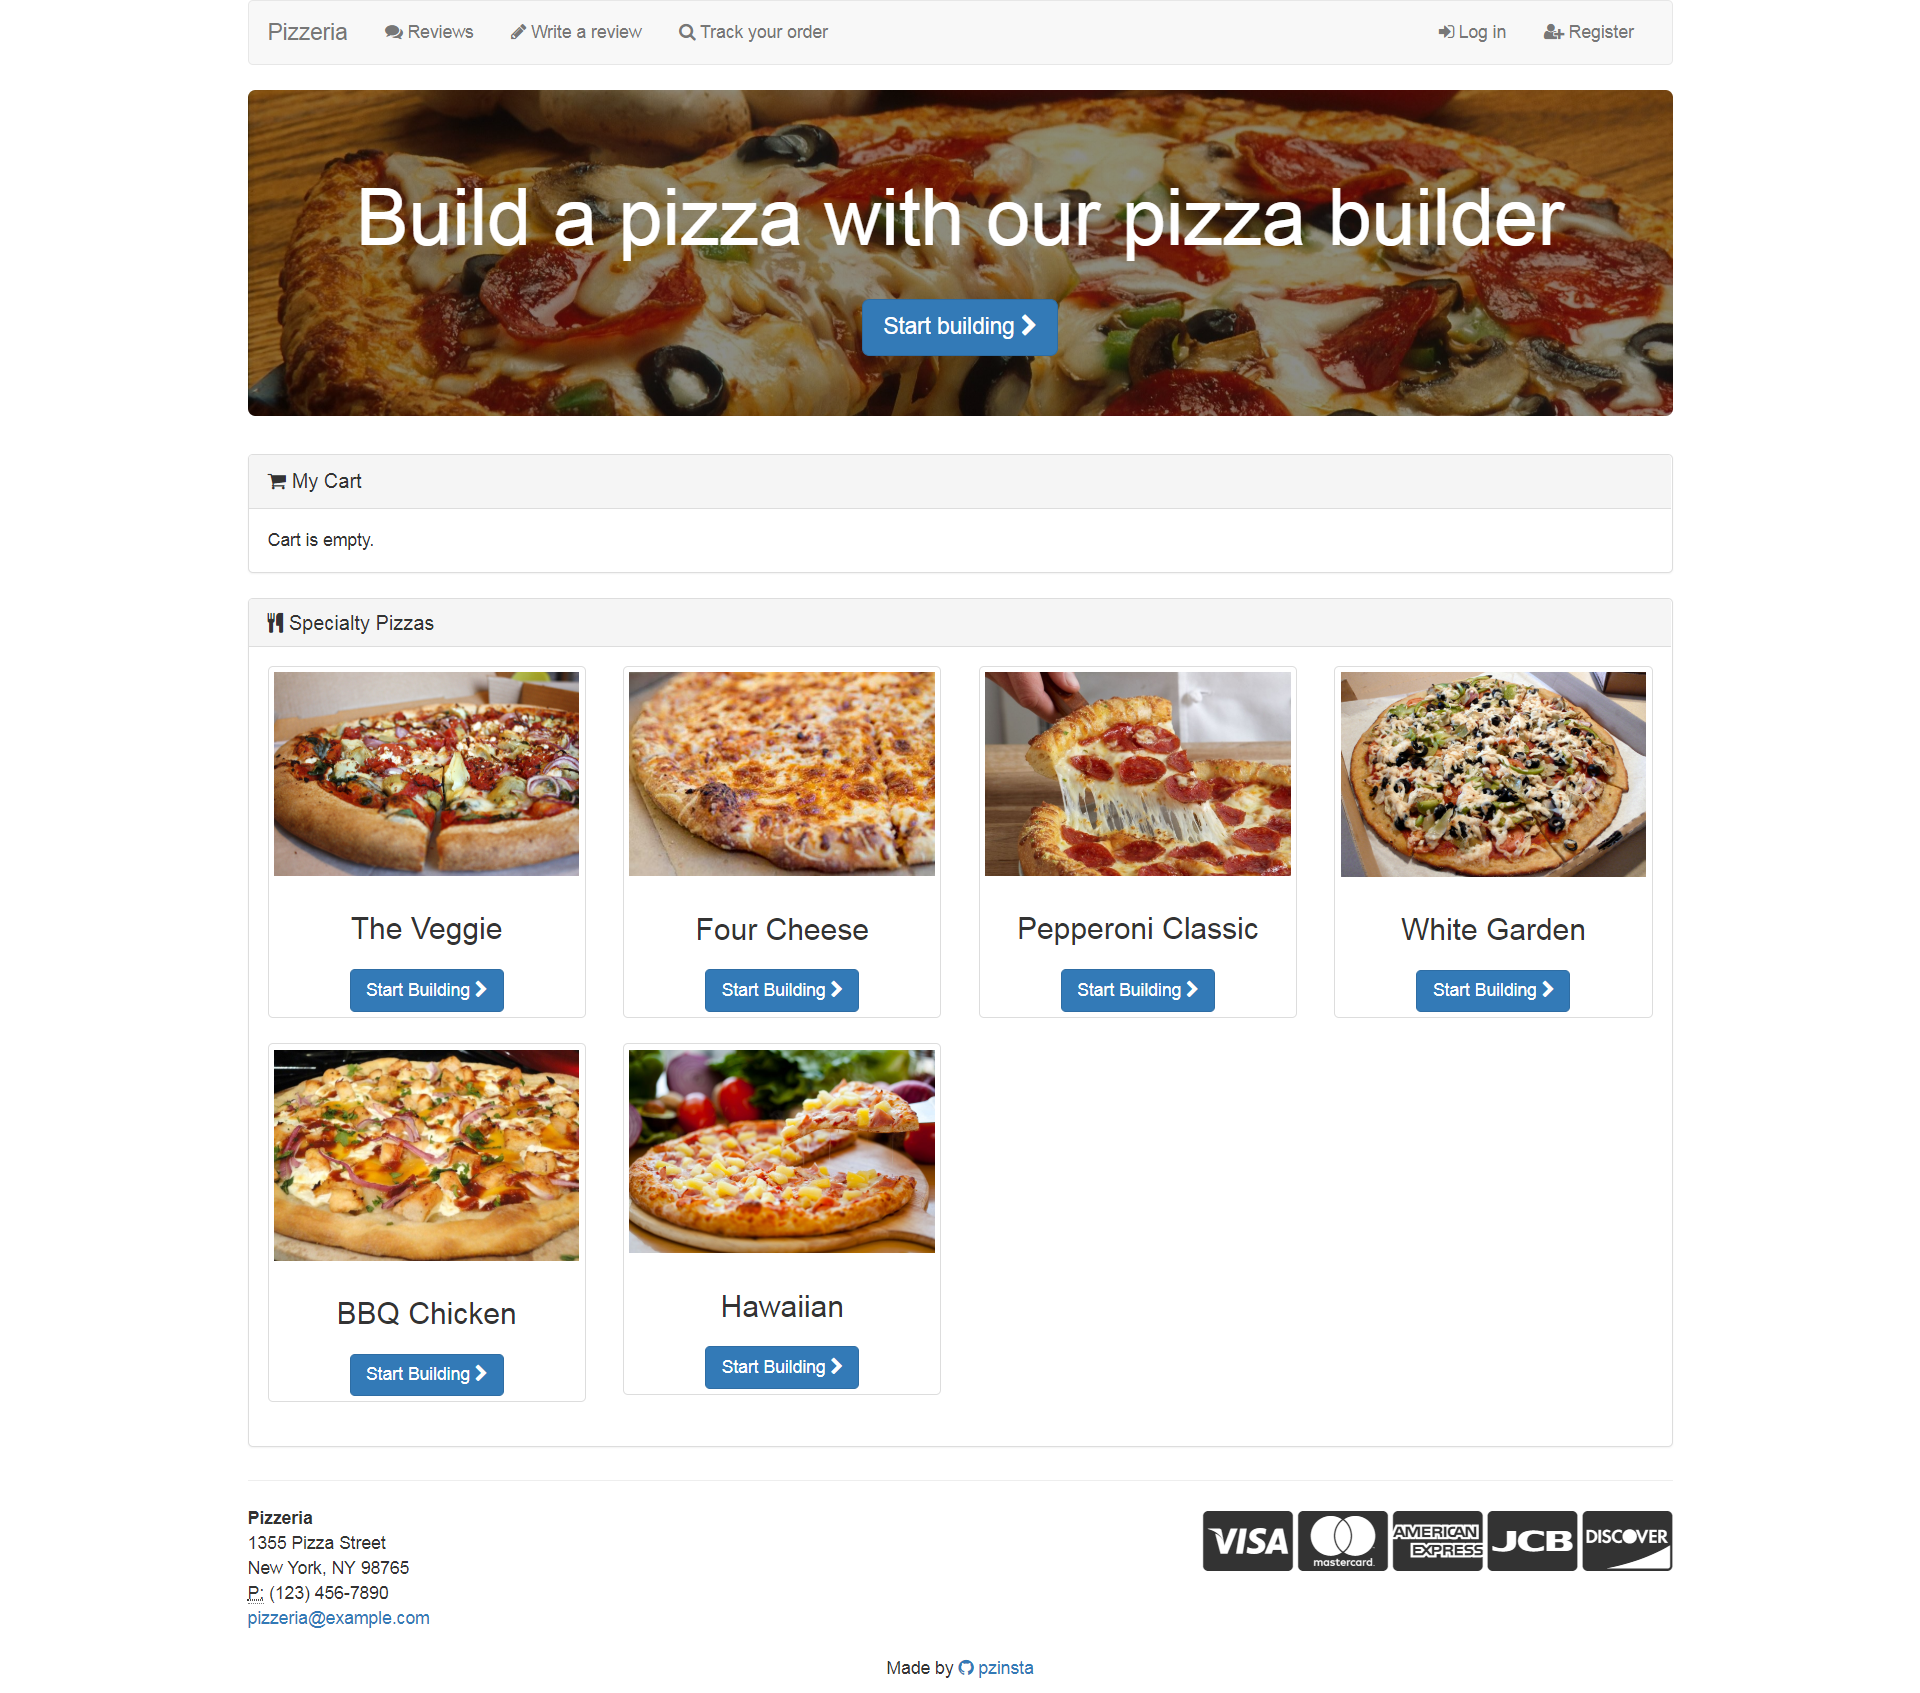 Pizzeria Reviews Write a review Track your order Log in Register
Build a pizza with our pizza builder
Start building
My Cart
Cart is empty.
Specialty Pizzas
The Veggie
Start Building
Four Cheese
Start Building
Pepperoni Classic
Start Building
White Garden
Start Building
BBQ Chicken
Start Building
Hawaiian
Start Building
Pizzeria
1355 Pizza Street
New York, NY 98765
P: (123) 456-7890
pizzeria@example.com
VISA
mastercard.
AMERICAN
EXPRESS
JCB
DISCOVER
Made by pzinsta